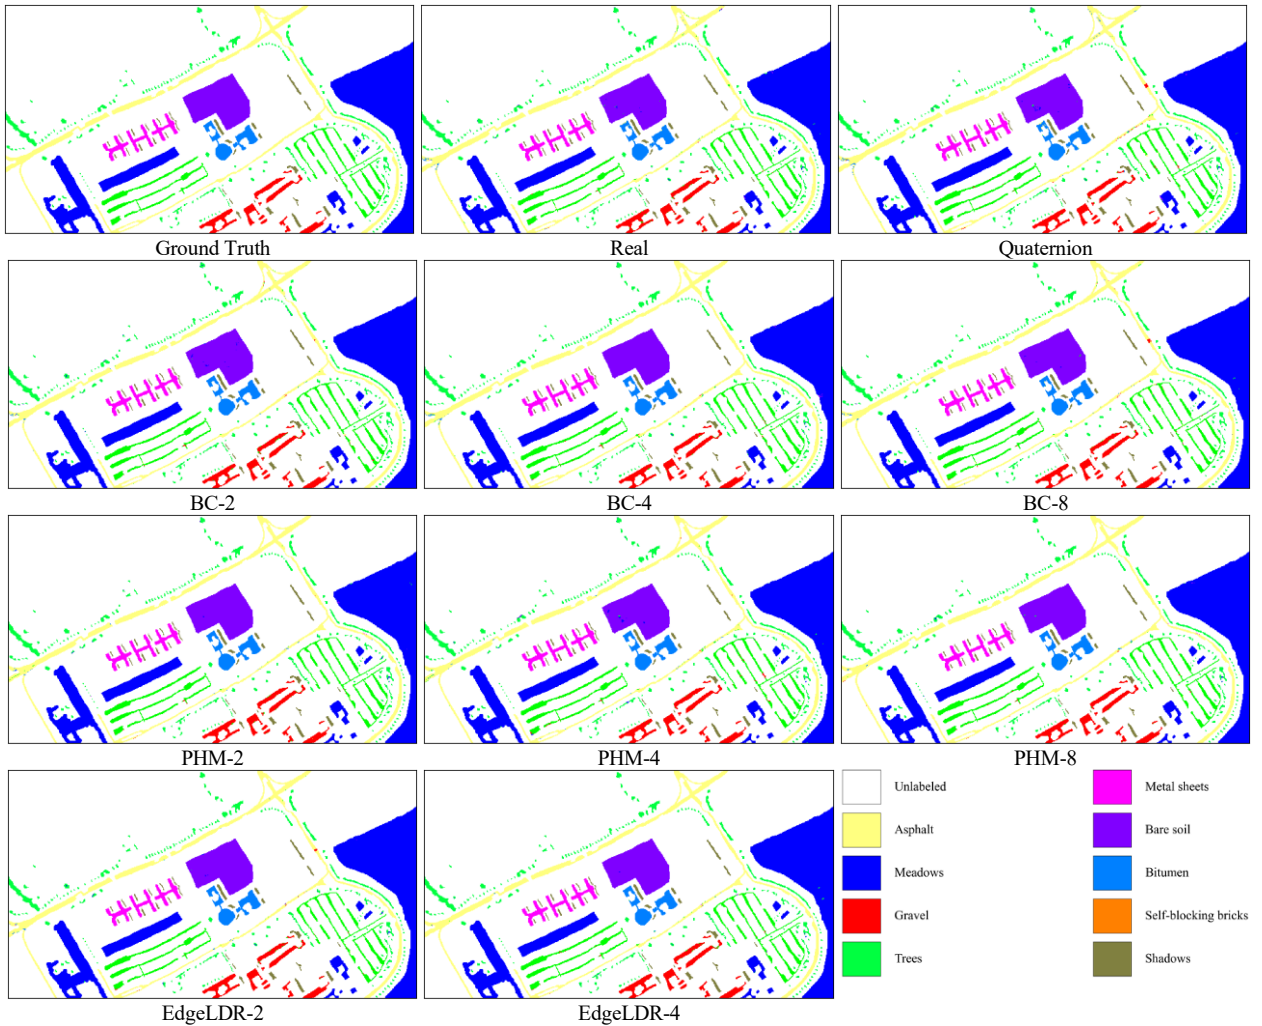 Ground Truth
Real
Quaternion
BC-2
BC-4
BC-8
PHM-2
PHM-4
PHM-8
EdgeLDR-2
EdgeLDR-4
Unlabeled
Metal sheets
Asphalt
Bare soil
Meadows
Bitumen
Gravel
Self-blocking bricks
Trees
Shadows